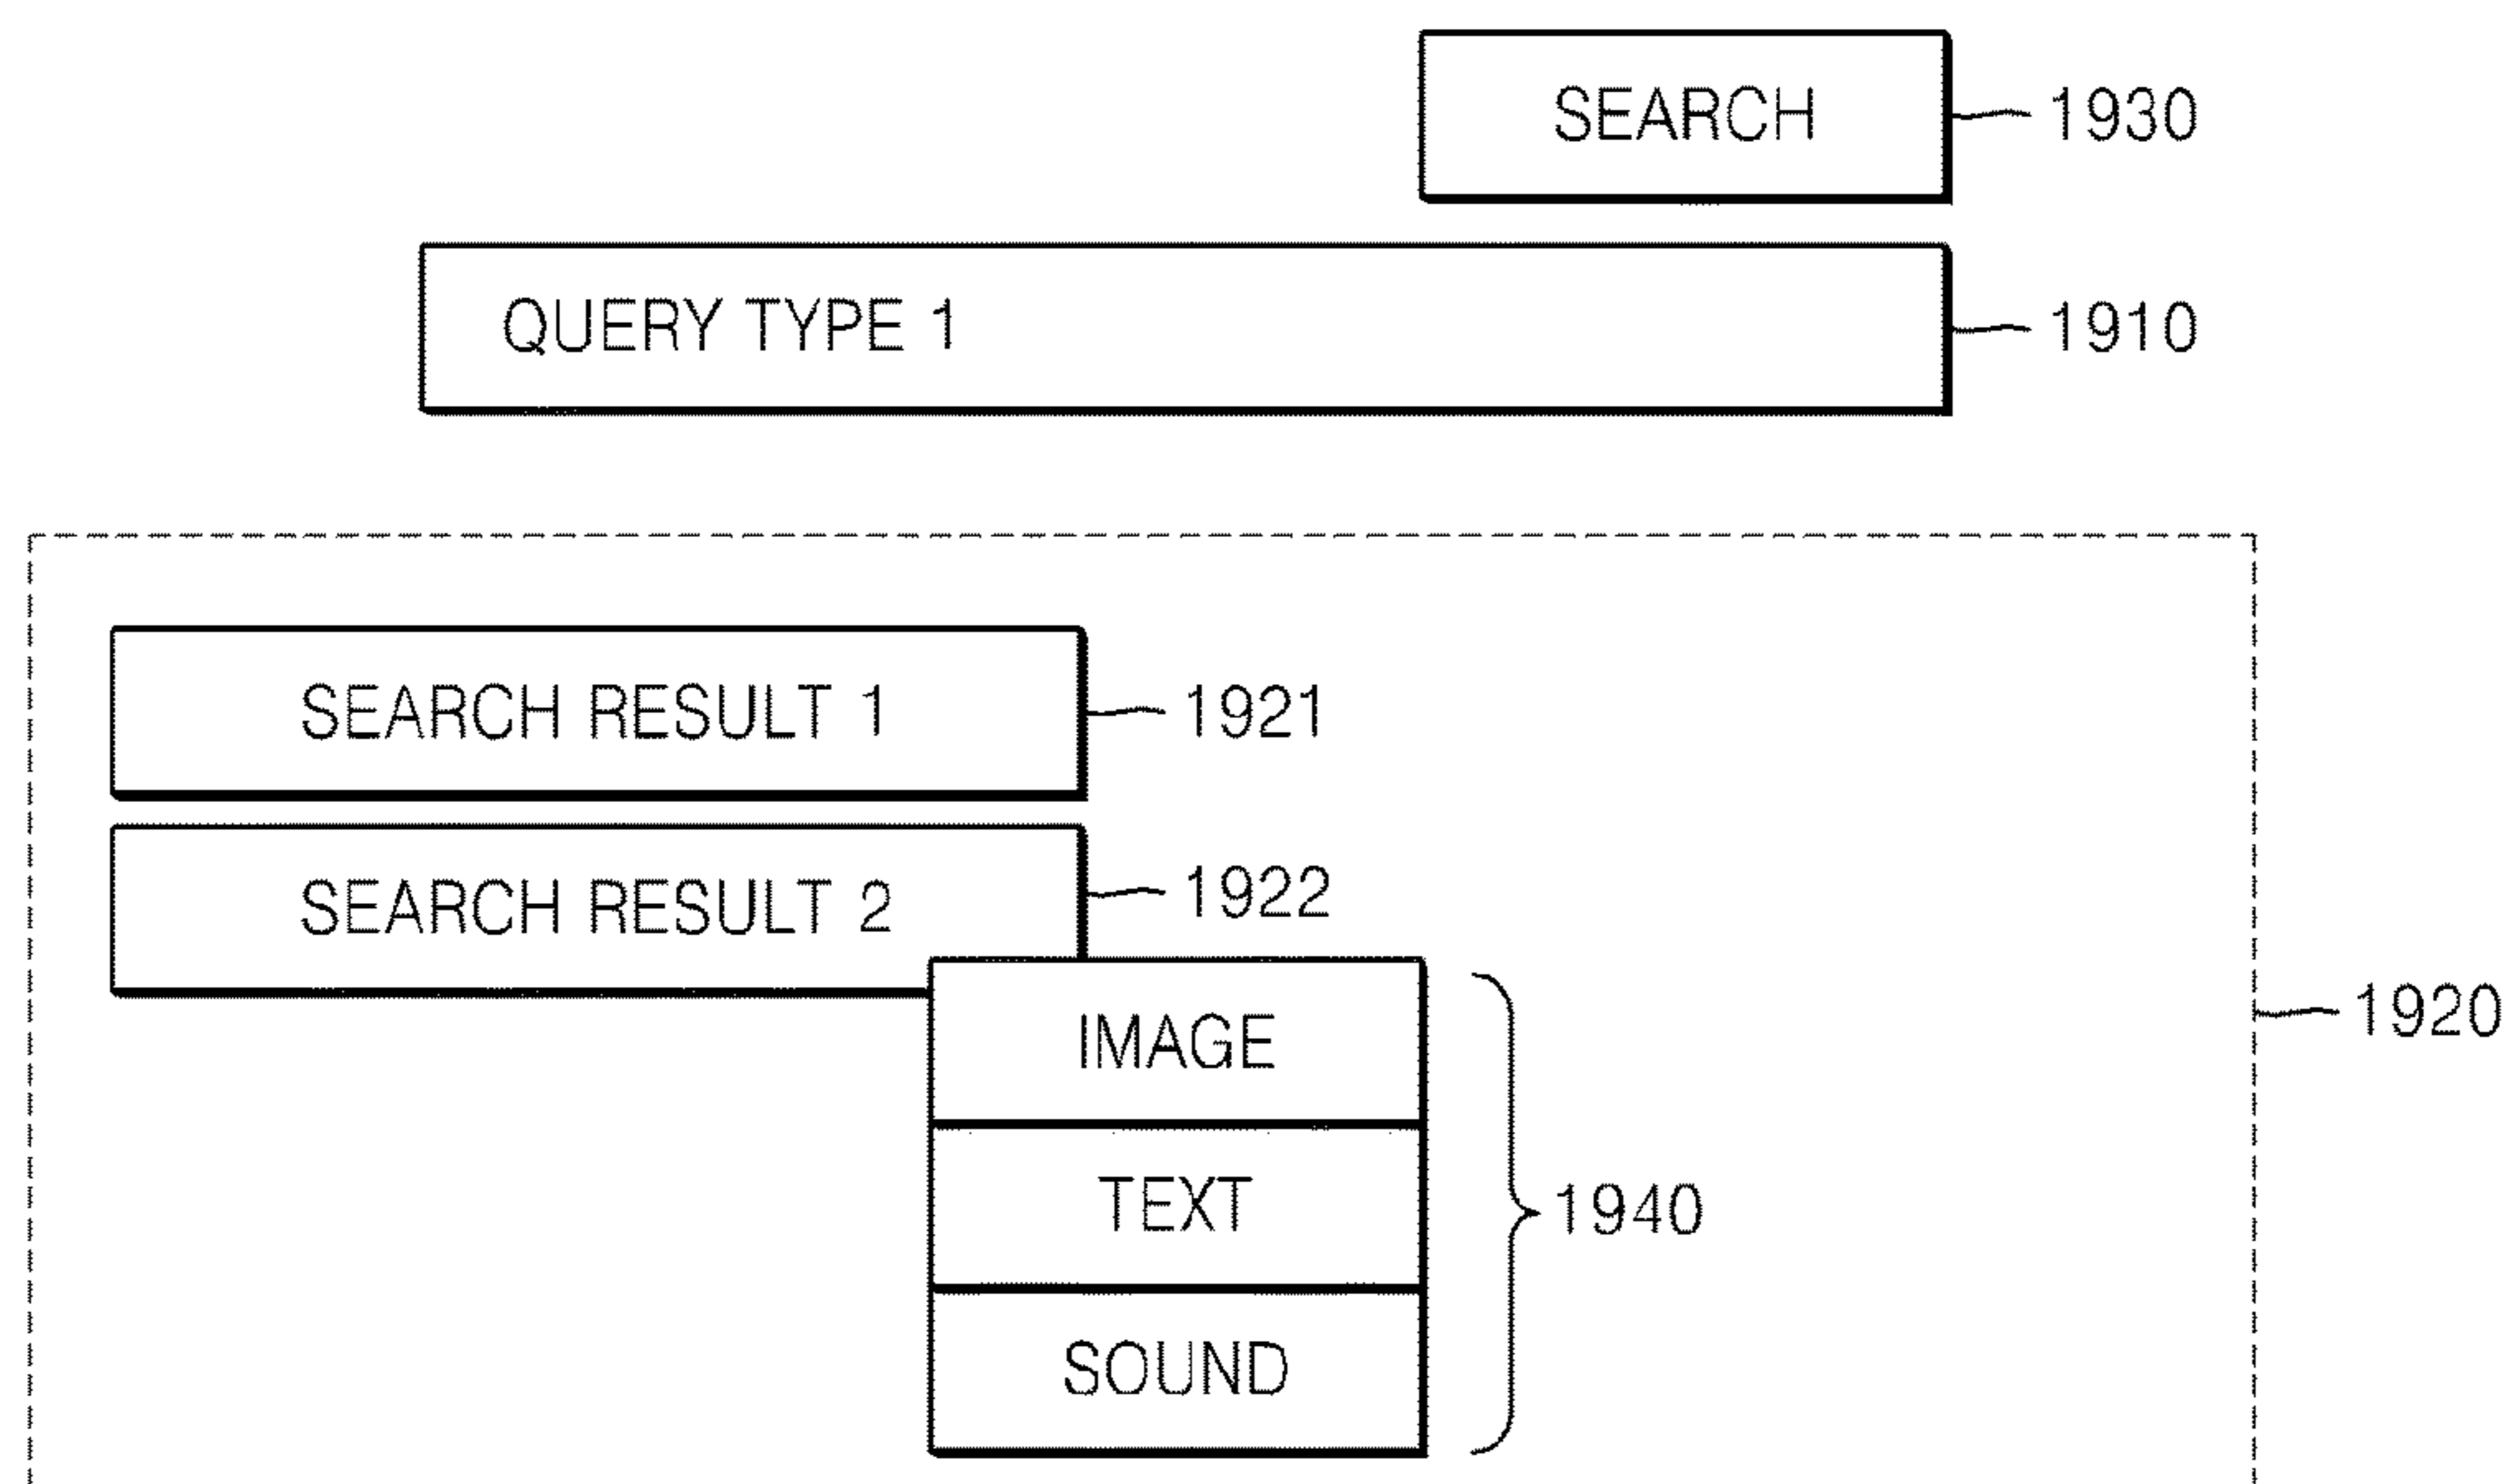 SEARCH 1930
QUERY TYPE 1 1910
SEARCH RESULT 1 1921
SEARCH RESULT 2 1922
IMAGE
1920
TEXT
1940
SOUND